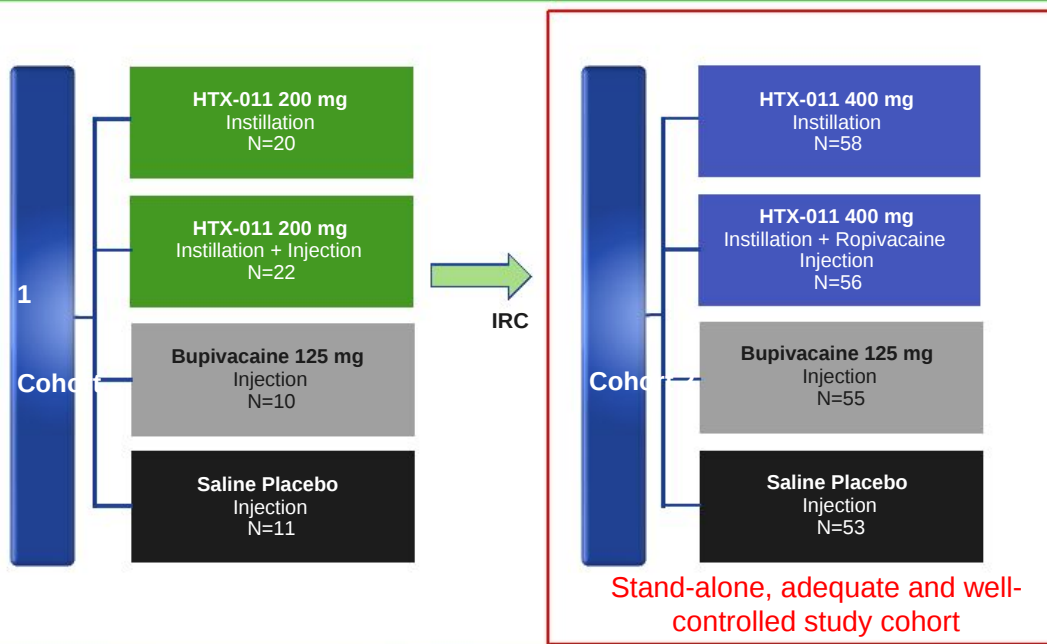 1
Cohort
HTX-011 200 mg
Instillation
N=20
HTX-011 200 mg
Instillation + Injection
N=22
Bupivacaine 125 mg
Injection
N=10
Saline Placebo
Injection
N=11
IRC
Cohort 2
HTX-011 400 mg
Instillation
N=58
HTX-011 400 mg
Instillation + Ropivacaine
Injection
N=56
Bupivacaine 125 mg
Injection
N=55
Saline Placebo
Injection
N=53
Stand-alone, adequate and well-
controlled study cohort